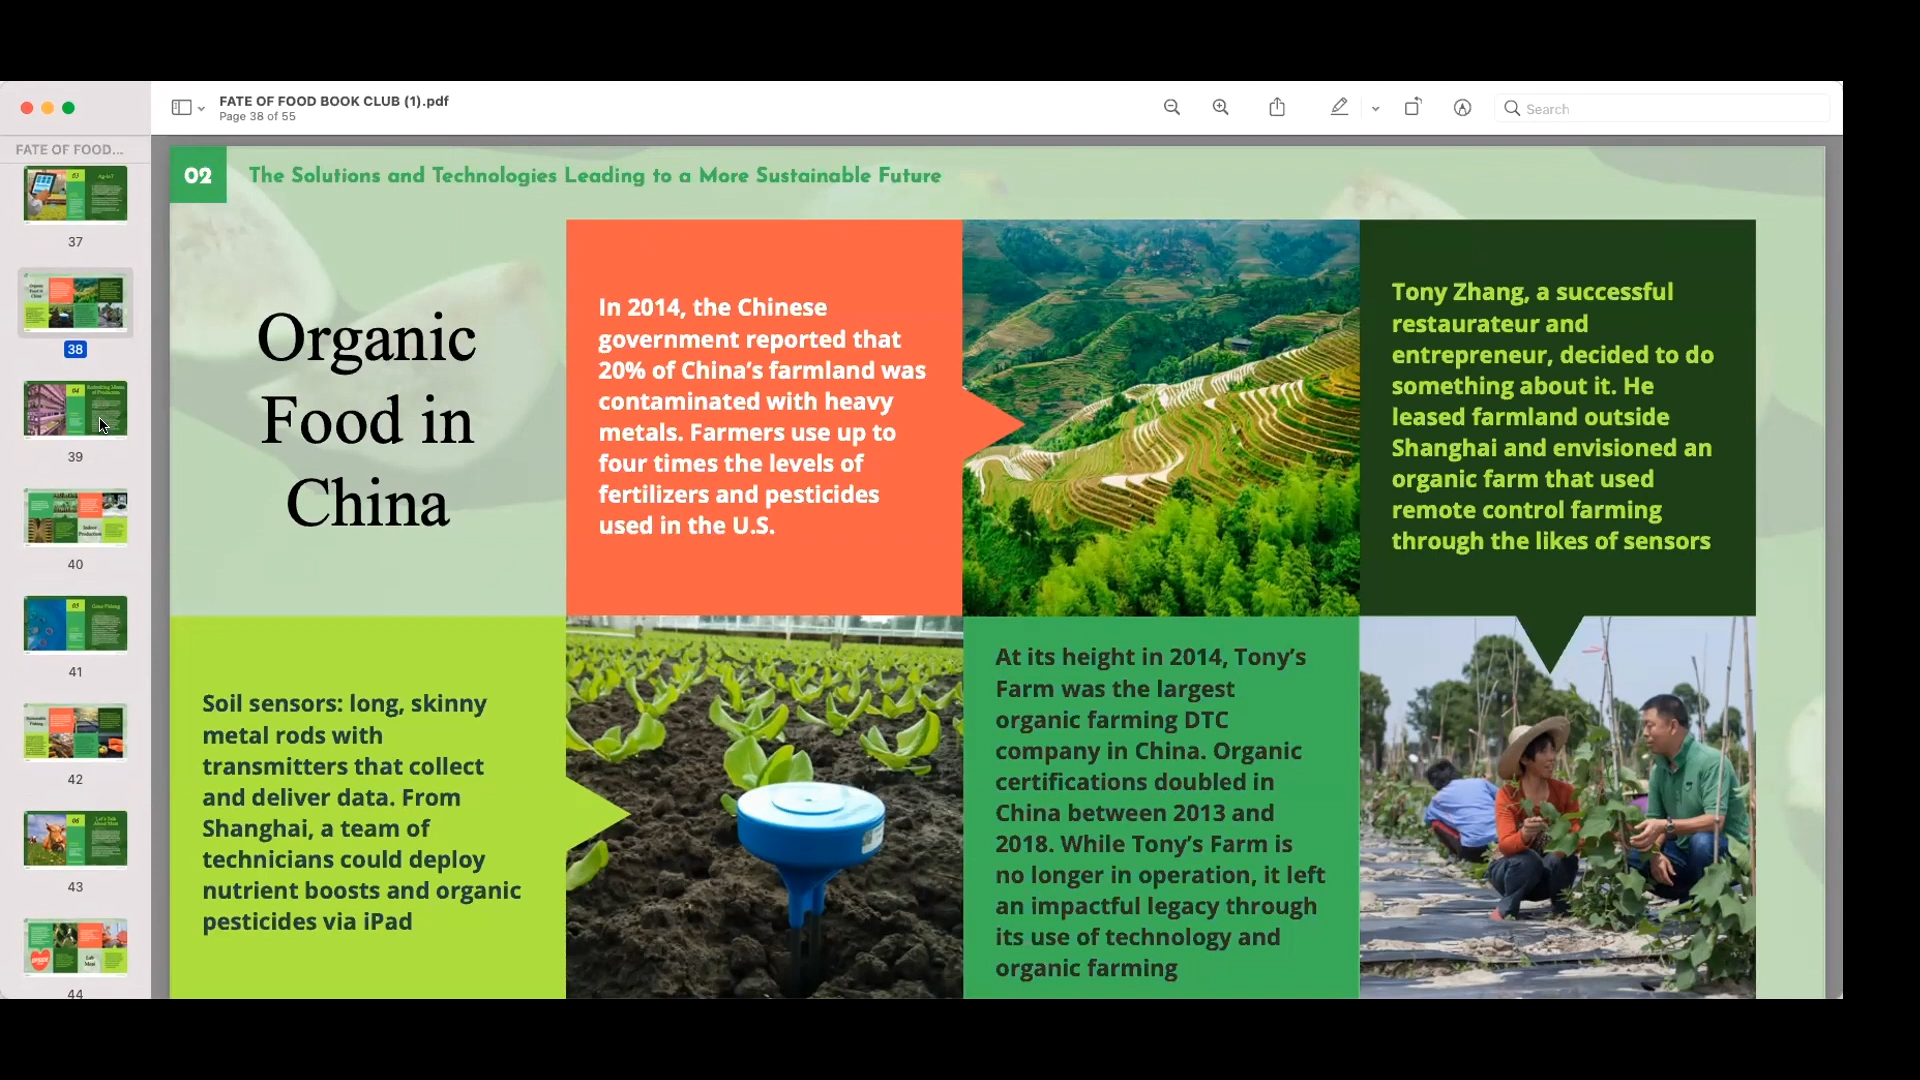 FATE OF FOOD BOOK CLUB (1).pdf
Page 38 of 55
Search
FATE OF FOOD...
37
38
39
40
41
42
43
44
02
The Solutions and Technologies Leading to a More Sustainable Future
Organic
Food in
China
In 2014, the Chinese
government reported that
20% of China's farmland was
contaminated with heavy
metals. Farmers use up to
four times the levels of
fertilizers and pesticides
used in the U.S.
Tony Zhang, a successful
restaurateur and
entrepreneur, decided to do
something about it. He
leased farmland outside
Shanghai and envisioned an
organic farm that used
remote control farming
through the likes of sensors
Soil sensors: long, skinny
metal rods with
transmitters that collect
and deliver data. From
Shanghai, a team of
technicians could deploy
nutrient boosts and organic
pesticides via iPad
At its height in 2014, Tony's
Farm was the largest
organic farming DTC
company in China. Organic
certifications doubled in
China between 2013 and
2018. While Tony's Farm is
no longer in operation, it left
an impactful legacy through
its use of technology and
organic farming